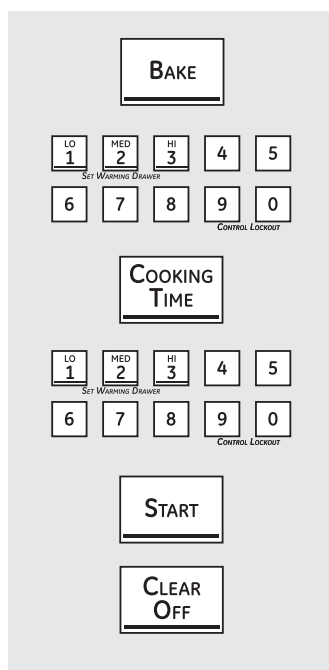 BAKE
LO MED HI
1 2 3 4 5
SET WARMING DRAWER
6 7 8 9 0
CONTROL LOCKOUT
COOKING
TIME
LO MED HI
1 2 3 4 5
SET WARMING DRAWER
6 7 8 9 0
CONTROL LOCKOUT
START
CLEAR
OFF